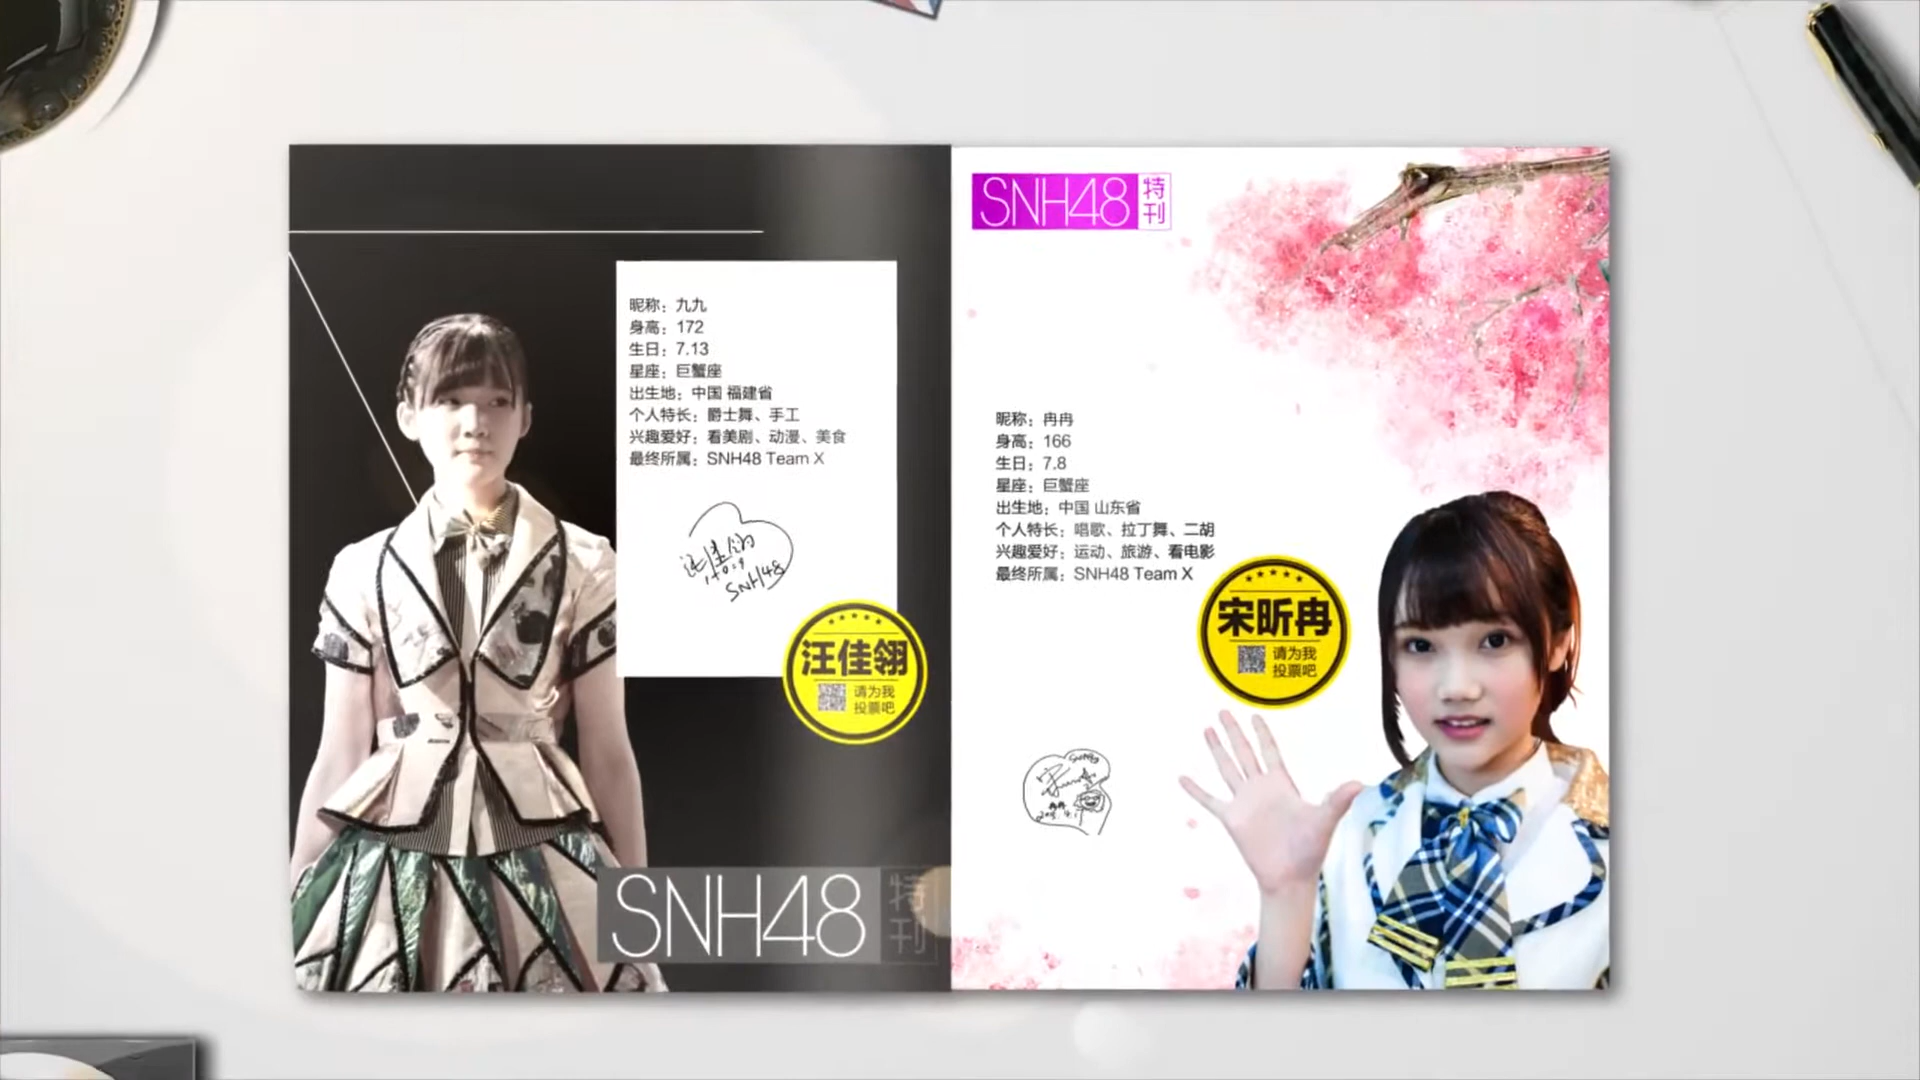 昵称：九九
身高：172
生日：7.13
星座：巨蟹座
出生地：中国 福建省
个人特长：爵士舞、手工
兴趣爱好：看美剧、动漫、美食
最终所属：SNH48 Team X
汪佳翎
SNH48
汪佳翎
请为我
投票吧
SNH48
特刊
SNH48
特刊
昵称：冉冉
身高：166
生日：7.8
星座：巨蟹座
出生地：中国 山东省
个人特长：唱歌、拉丁舞、二胡
兴趣爱好：运动、旅游、看电影
最终所属：SNH48 Team X
宋昕冉
请为我
投票吧